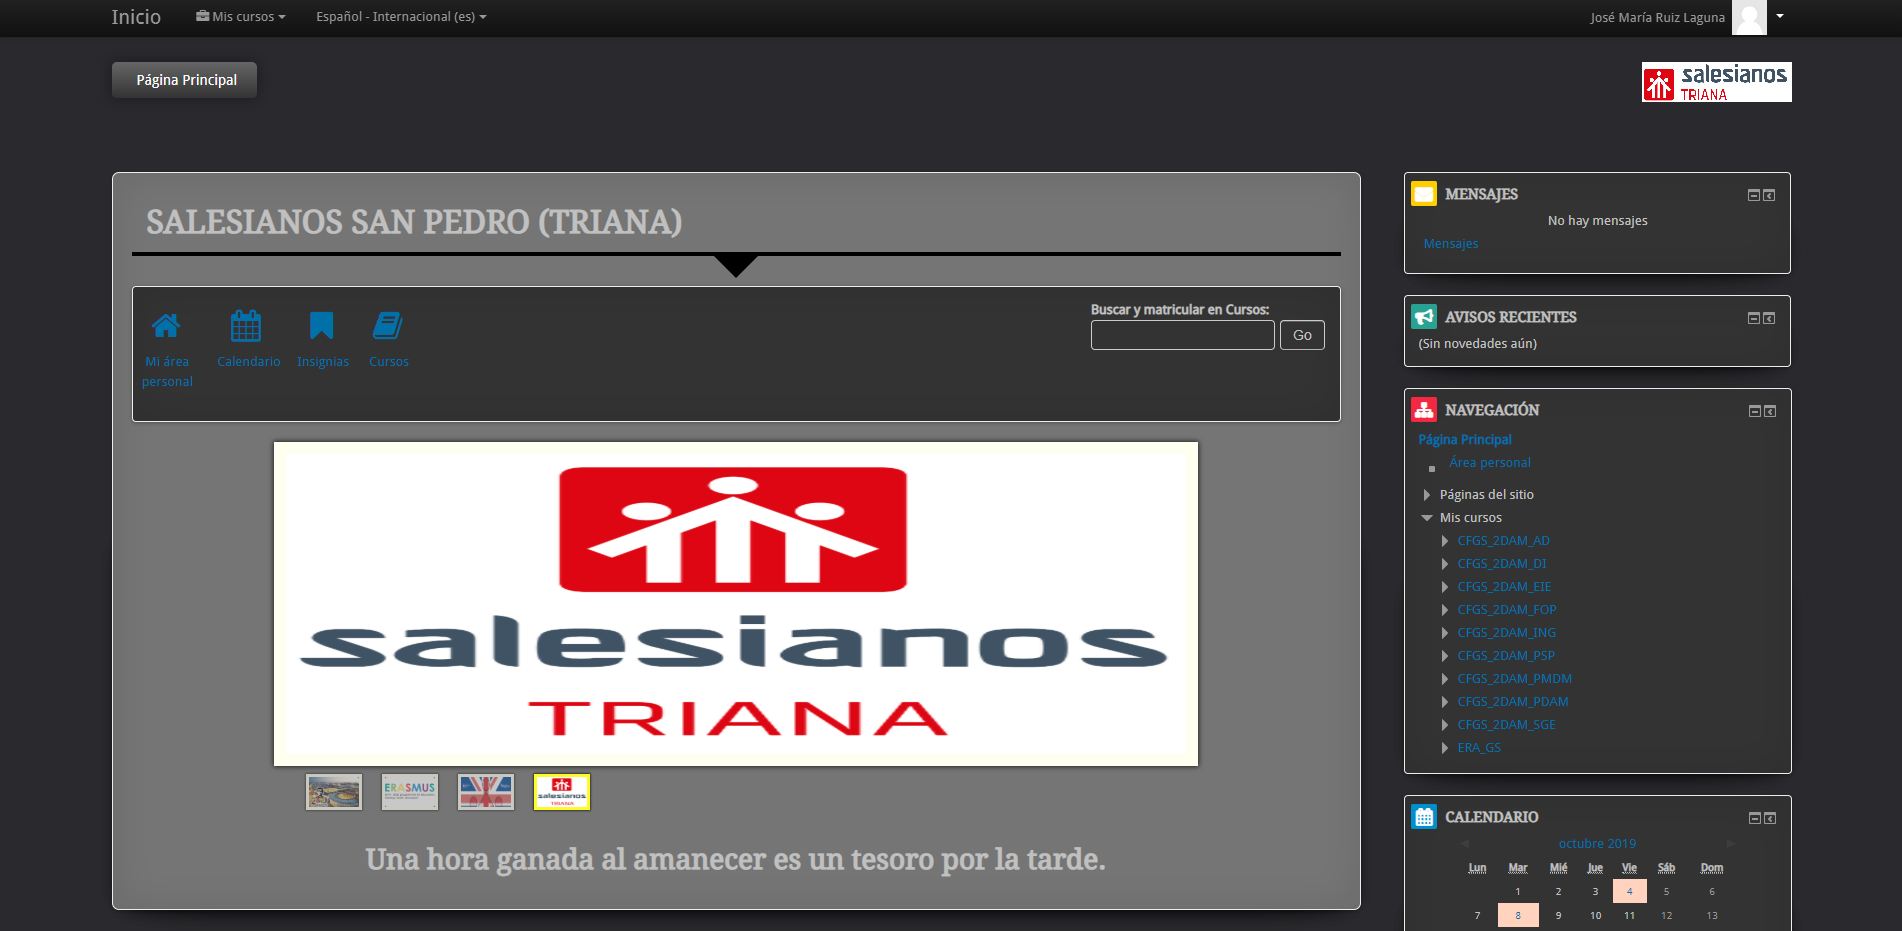 Inicio
Mis cursos
Español - Internacional (es)
José María Ruiz Laguna
Página Principal
salesianos
TRIANA
SALESIANOS SAN PEDRO (TRIANA)
Mi área
personal
Calendario
Insignias
Cursos
Buscar y matricular en Cursos:
Go
salesianos
TRIANA
ERASMUS
salesianos
TRIANA
Una hora ganada al amanecer es un tesoro por la tarde.
MENSAJES
No hay mensajes
Mensajes
AVISOS RECIENTES
(Sin novedades aún)
NAVEGACIÓN
Página Principal
Área personal
Páginas del sitio
Mis cursos
CFGS_2DAM_AD
CFGS_2DAM_DI
CFGS_2DAM_EIE
CFGS_2DAM_FOP
CFGS_2DAM_ING
CFGS_2DAM_PSP
CFGS_2DAM_PMDM
CFGS_2DAM_PDAM
CFGS_2DAM_SGE
ERA_GS
CALENDARIO
octubre 2019
Lun Mar Mié Jue Vie Sáb Dom
1 2 3 4 5 6
7 8 9 10 11 12 13